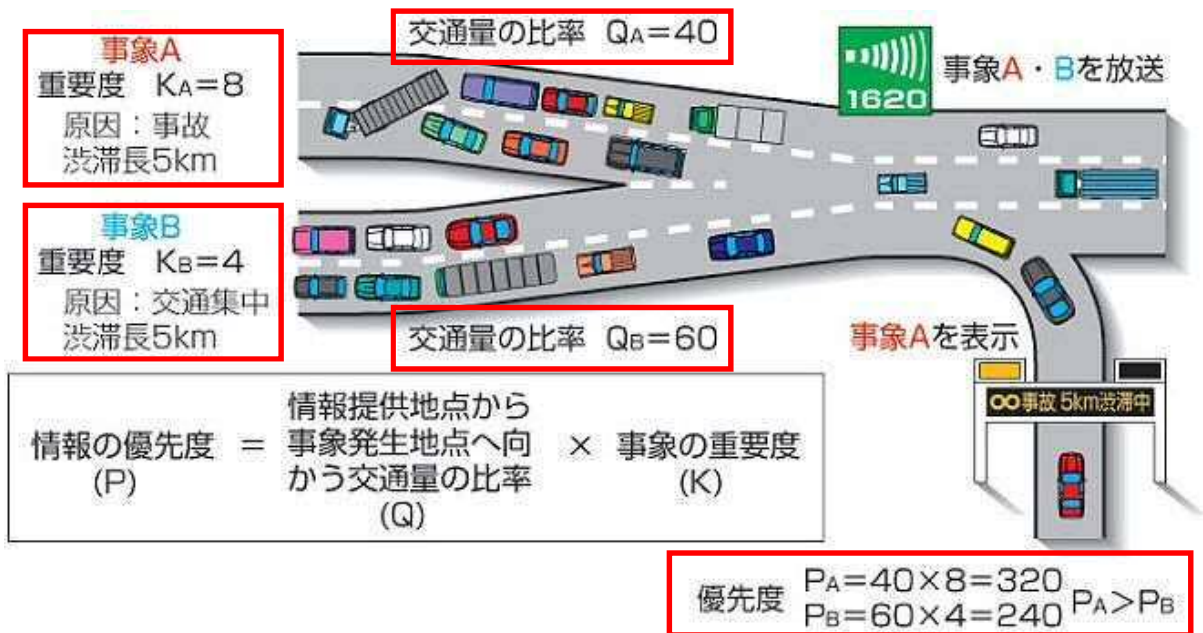 事象A
重要度 KA=8
原因：事故
渋滞長5km
交通量の比率 QA=40
1620
事象A・Bを放送
事象B
重要度 KB=4
原因：交通集中
渋滞長5km
交通量の比率 QB=60
事象Aを表示
∞事故 5km渋滞中
情報の優先度
(P)
=
情報提供地点から
事象発生地点へ向
かう交通量の比率
(Q)
×
事象の重要度
(K)
優先度
PA=40×8=320
PB=60×4=240
PA>PB